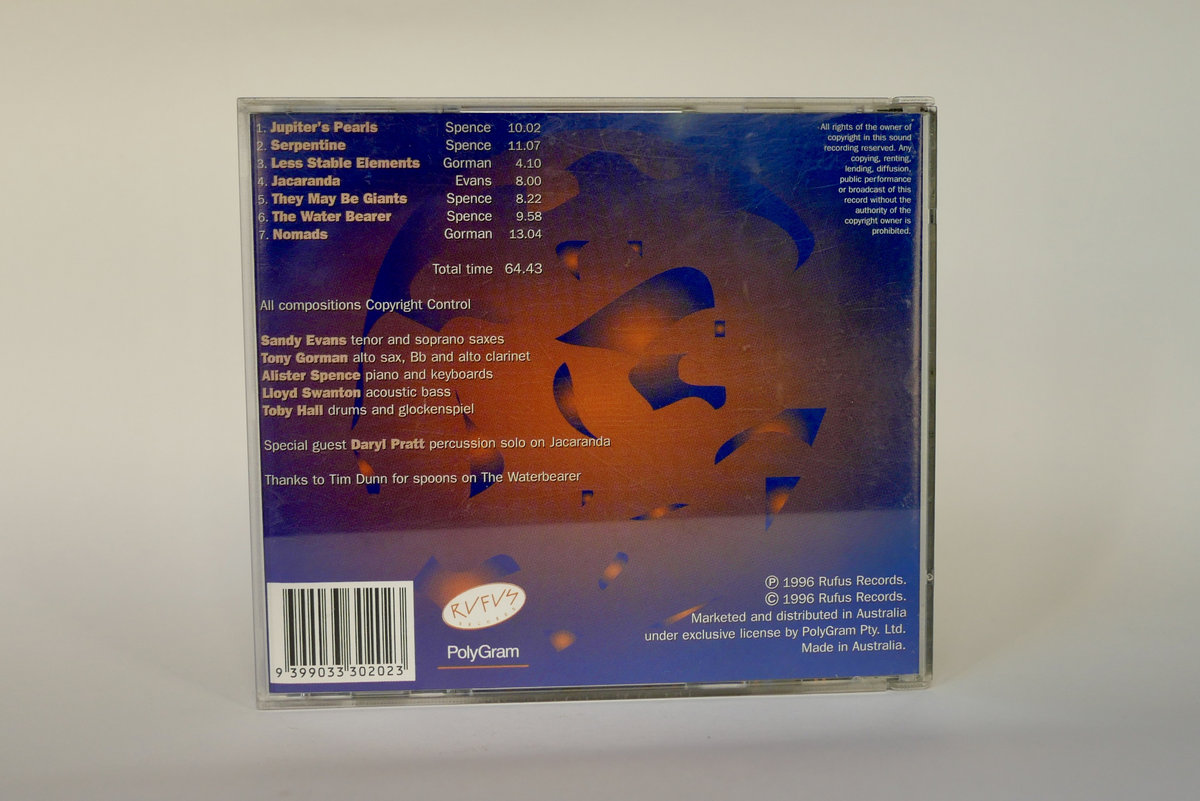 1. Jupiter's Pearls Spence 10.02
2. Serpentine Spence 11.07
3. Less Stable Elements Gorman 4.10
4. Jacaranda Evans 8.00
5. They May Be Giants Spence 8.22
6. The Water Bearer Spence 9.58
7. Nomads Gorman 13.04
Total time 64.43
All compositions Copyright Control
Sandy Evans tenor and soprano saxes
Tony Gorman alto sax, Bb and alto clarinet
Alister Spence piano and keyboards
Lloyd Swanton acoustic bass
Toby Hall drums and glockenspiel
Special guest Daryl Pratt percussion solo on Jacaranda
Thanks to Tim Dunn for spoons on The Waterbearer
All rights of the owner of
copyright in this sound
recording reserved. Any
copying, renting,
lending, diffusion,
public performance
or broadcast of this
record without the
authority of the
copyright owner is
prohibited.
9 399033 302023
RUFUS
RECORDS
PolyGram
℗ 1996 Rufus Records.
© 1996 Rufus Records.
Marketed and distributed in Australia
under exclusive license by PolyGram Pty. Ltd.
Made in Australia.